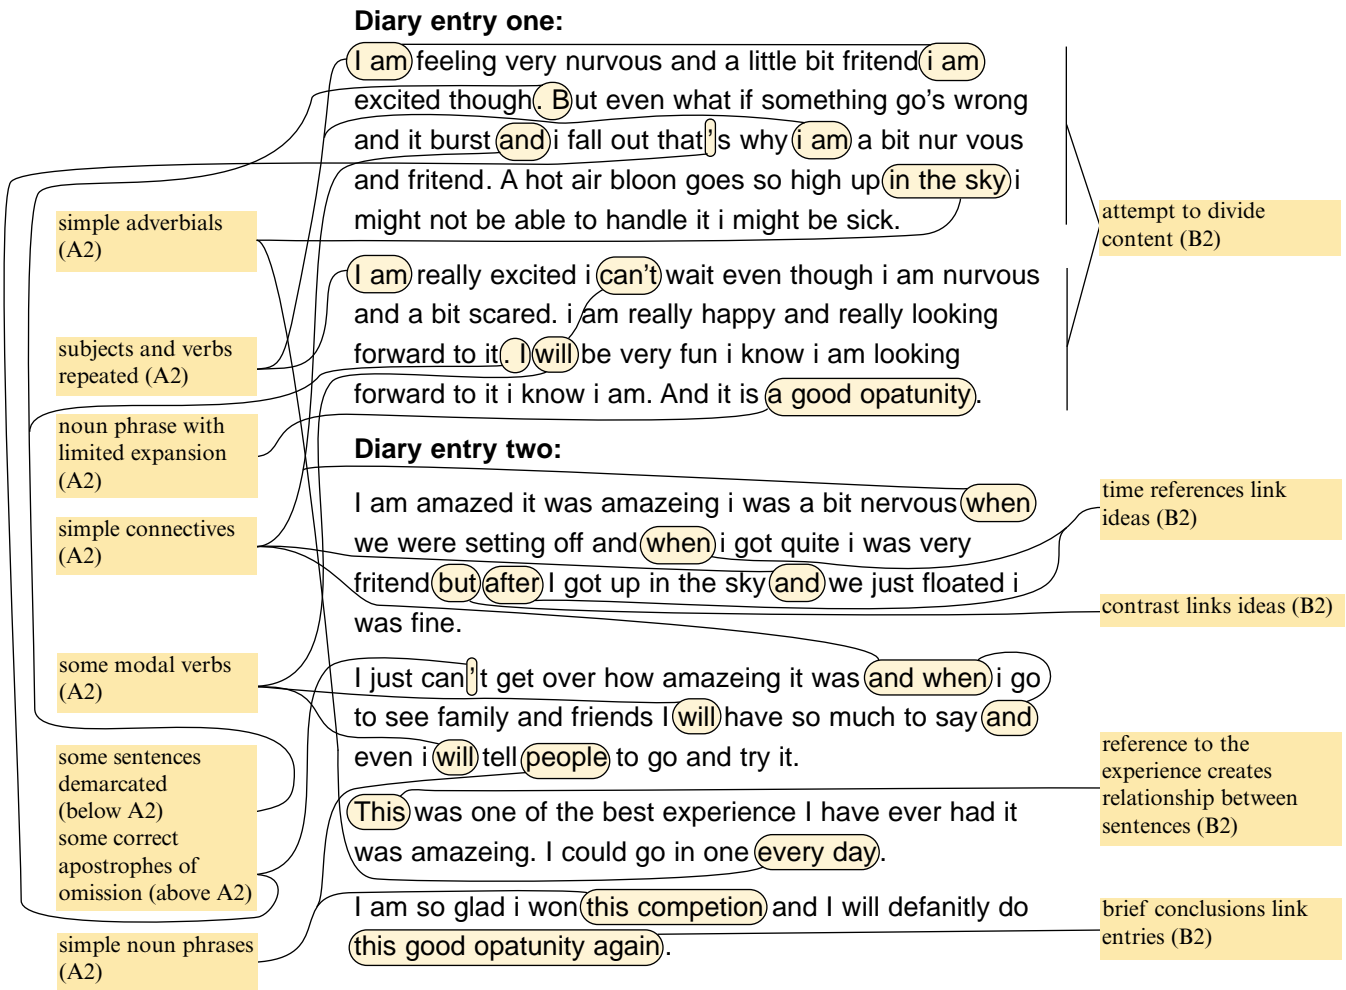 Diary entry one:
I am feeling very nurvous and a little bit fritend i am
excited though. But even what if something go's wrong
and it burst and i fall out that's why i am a bit nur vous
and fritend. A hot air bloon goes so high up in the sky i
might not be able to handle it i might be sick.
I am really excited i can't wait even though i am nurvous
and a bit scared. i am really happy and really looking
forward to it. I will be very fun i know i am looking
forward to it i know i am. And it is a good opatunity.
Diary entry two:
I am amazed it was amazeing i was a bit nervous when
we were setting off and when i got quite i was very
fritend but after I got up in the sky and we just floated i
was fine.
I just can't get over how amazeing it was and when i go
to see family and friends I will have so much to say and
even i will tell people to go and try it.
This was one of the best experience I have ever had it
was amazeing. I could go in one every day.
I am so glad i won this competion and I will defanitly do
this good opatunity again.
simple adverbials
(A2)
subjects and verbs
repeated (A2)
noun phrase with
limited expansion
(A2)
simple connectives
(A2)
some modal verbs
(A2)
some sentences
demarcated
(below A2)
some correct
apostrophes of
omission (above A2)
simple noun phrases
(A2)
attempt to divide
content (B2)
time references link
ideas (B2)
contrast links ideas (B2)
reference to the
experience creates
relationship between
sentences (B2)
brief conclusions link
entries (B2)